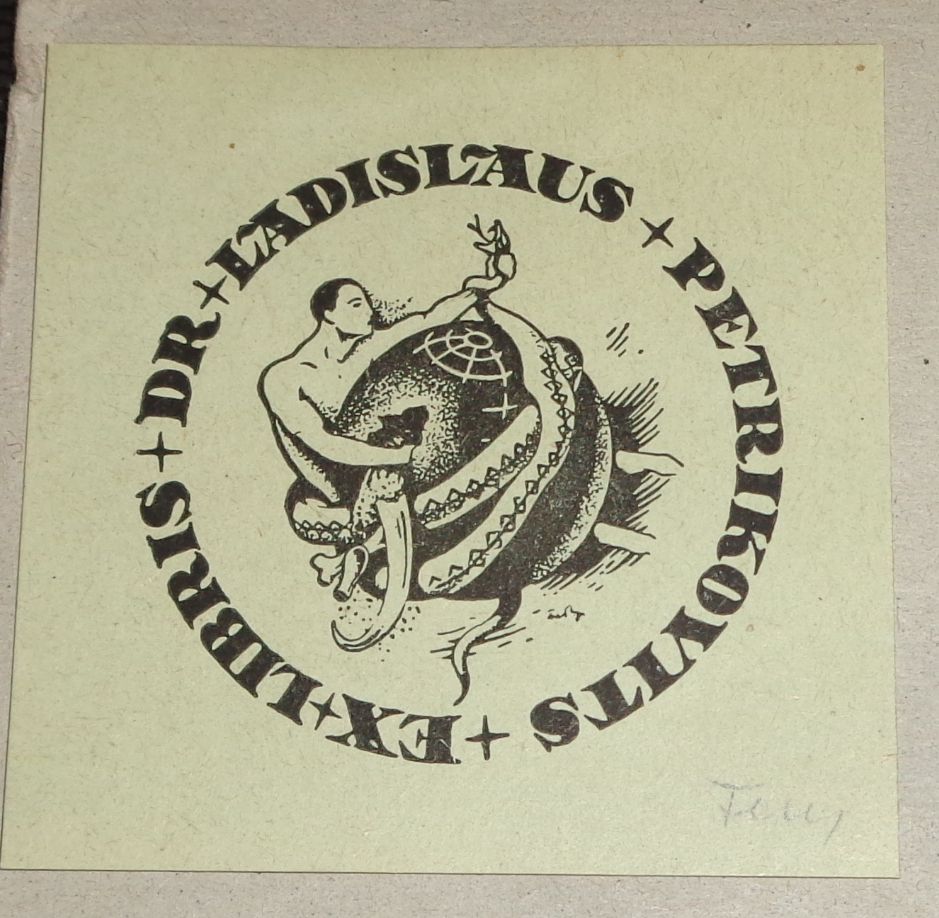 EX LIBRIS + DR + LADISLAUS + PETRIKOVITS +